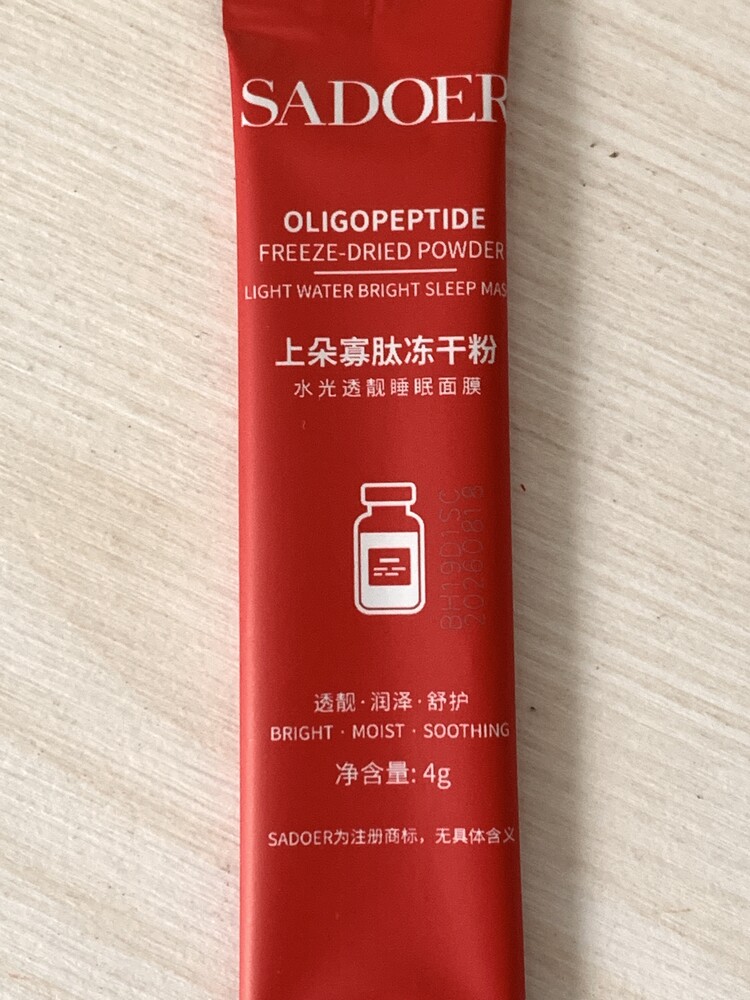 SADOER
OLIGOPEPTIDE
FREEZE-DRIED POWDER
LIGHT WATER BRIGHT SLEEP MAS
上朵寡肽冻干粉
水光透靓睡眠面膜
BH19D1SC
20260818
透靓·润泽·舒护
BRIGHT · MOIST · SOOTHING
净含量: 4g
SADOER为注册商标，无具体含义